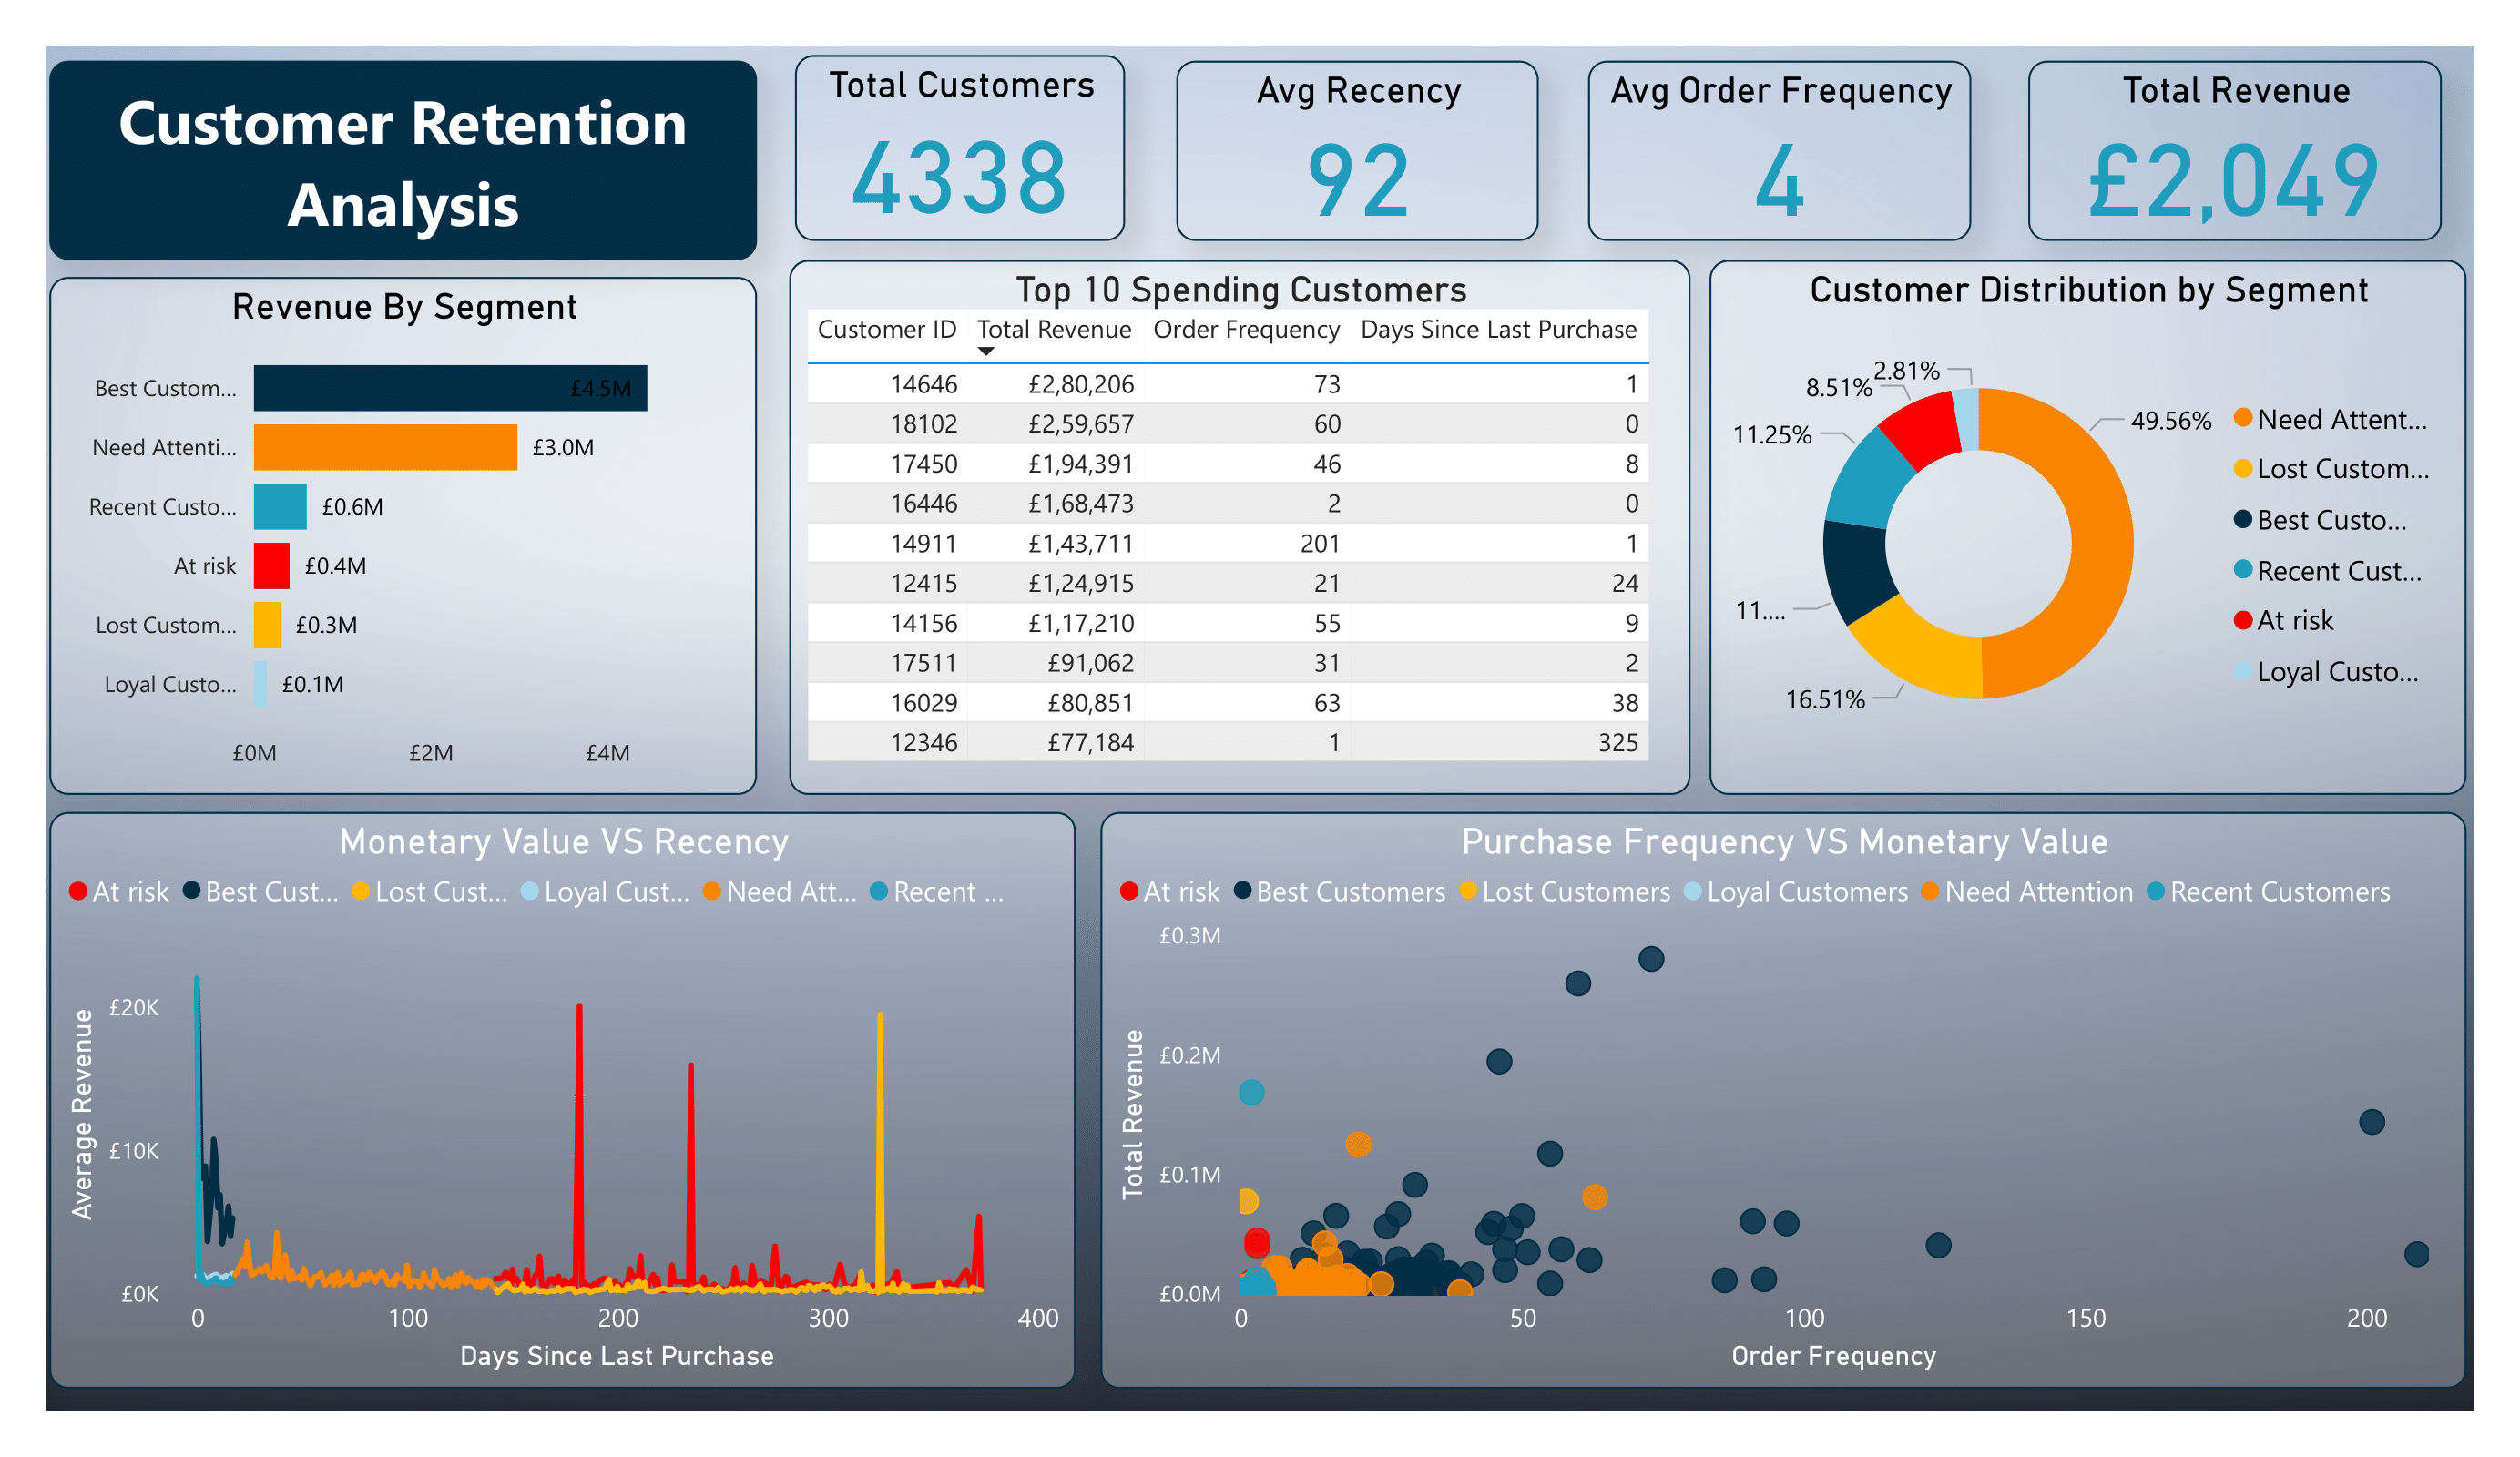 Customer Retention
Analysis
Total Customers
4338
Avg Recency
92
Avg Order Frequency
4
Total Revenue
£2,049
Revenue By Segment
Best Custom...
£4.5M
Need Attenti...
£3.0M
Recent Custo...
£0.6M
At risk
£0.4M
Lost Custom...
£0.3M
Loyal Custo...
£0.1M
£0M £2M £4M
Top 10 Spending Customers
Customer ID Total Revenue Order Frequency Days Since Last Purchase
14646 £2,80,206 73 1
18102 £2,59,657 60 0
17450 £1,94,391 46 8
16446 £1,68,473 2 0
14911 £1,43,711 201 1
12415 £1,24,915 21 24
14156 £1,17,210 55 9
17511 £91,062 31 2
16029 £80,851 63 38
12346 £77,184 1 325
Customer Distribution by Segment
2.81%
8.51%
11.25%
49.56%
11....
16.51%
Need Attent...
Lost Custom...
Best Custo...
Recent Cust...
At risk
Loyal Custo...
Monetary Value VS Recency
At risk Best Cust... Lost Cust... Loyal Cust... Need Att... Recent ...
Average Revenue
£20K
£10K
£0K
0 100 200 300 400
Days Since Last Purchase
Purchase Frequency VS Monetary Value
At risk Best Customers Lost Customers Loyal Customers Need Attention Recent Customers
Total Revenue
£0.3M
£0.2M
£0.1M
£0.0M
0 50 100 150 200
Order Frequency